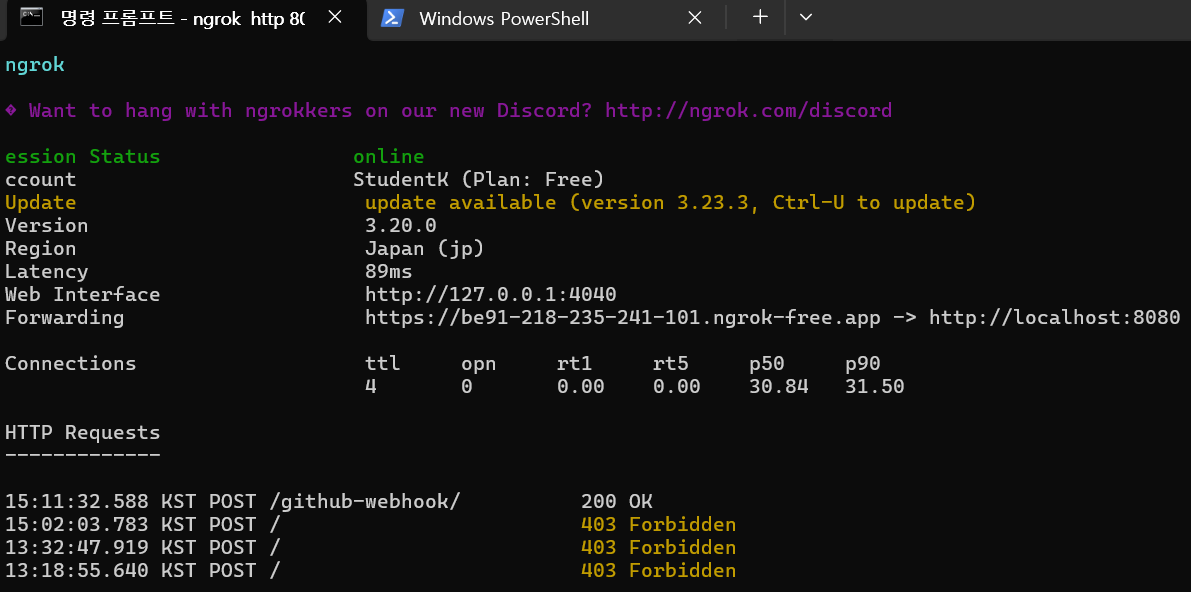 명령 프롬프트 - ngrok http 80
Windows PowerShell
ngrok
� Want to hang with ngrokkers on our new Discord? http://ngrok.com/discord
ession Status online
ccount StudentK (Plan: Free)
Update update available (version 3.23.3, Ctrl-U to update)
Version 3.20.0
Region Japan (jp)
Latency 89ms
Web Interface http://127.0.0.1:4040
Forwarding https://be91-218-235-241-101.ngrok-free.app -> http://localhost:8080
Connections ttl opn rt1 rt5 p50 p90
4 0 0.00 0.00 30.84 31.50
HTTP Requests
-------------
15:11:32.588 KST POST /github-webhook/ 200 OK
15:02:03.783 KST POST / 403 Forbidden
13:32:47.919 KST POST / 403 Forbidden
13:18:55.640 KST POST / 403 Forbidden